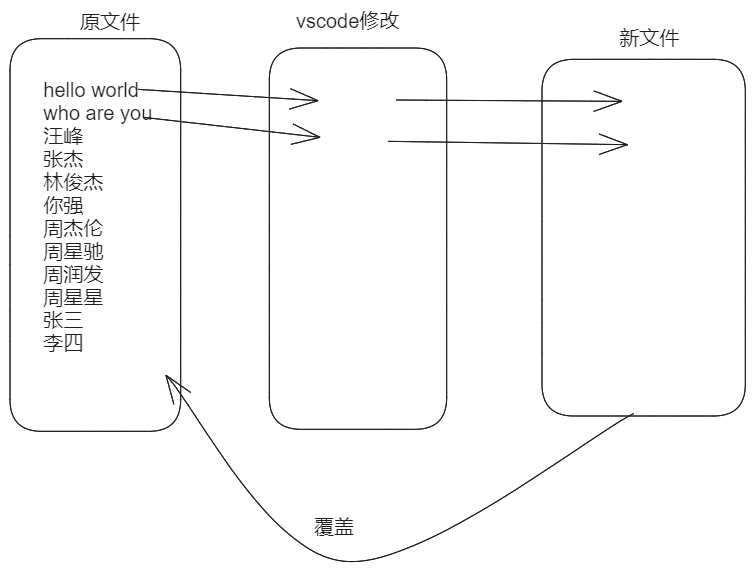 原文件
vscode修改
新文件
hello world
who are you
汪峰
张杰
林俊杰
你强
周杰伦
周星驰
周润发
周星星
张三
李四
覆盖